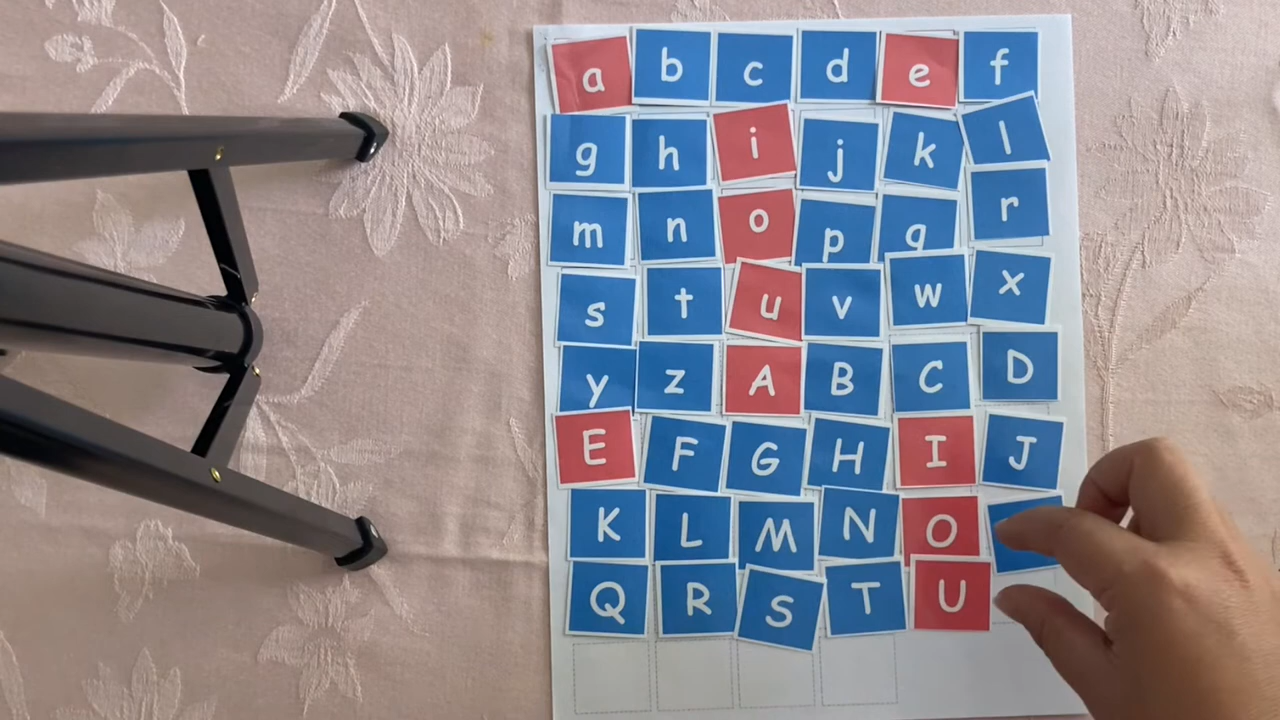 a b c d e f
g h i j k l
m n o p q r
s t u v w x
y z A B C D
E F G H I J
K L M N O
Q R S T U